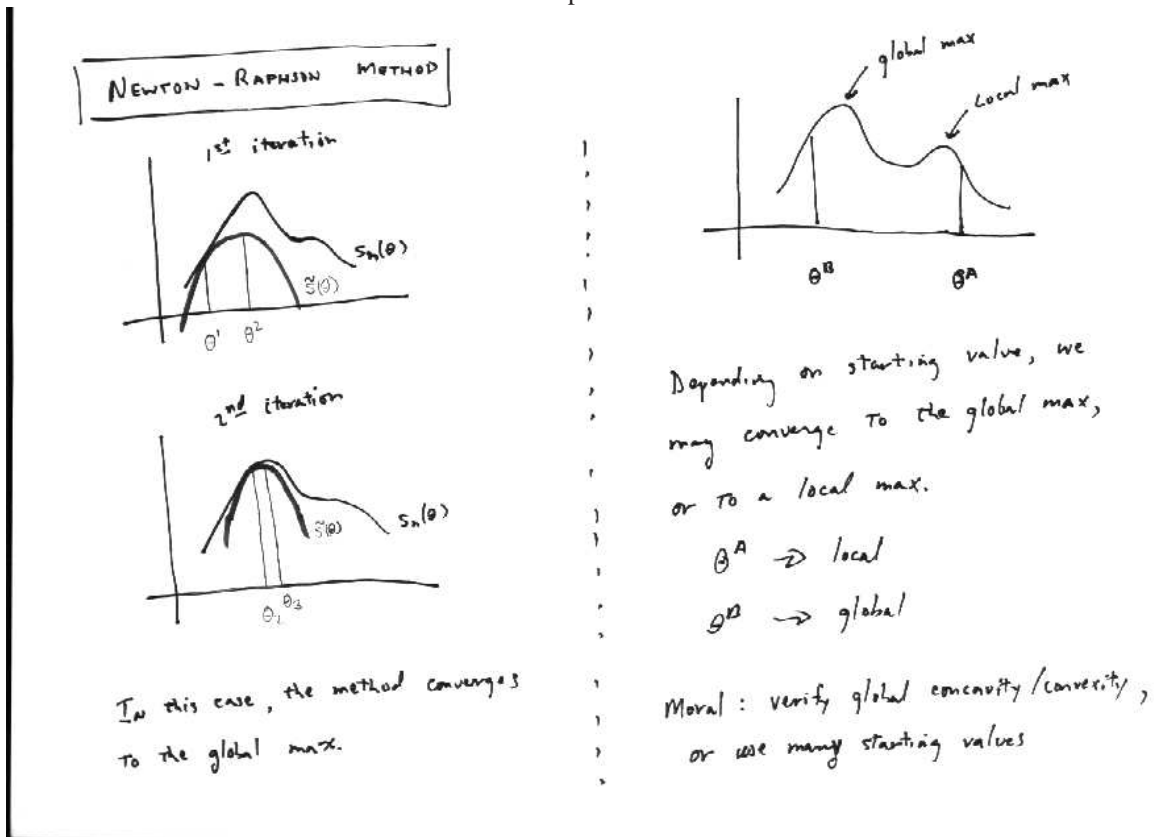 NEWTON - RAPHSON METHOD
1st iteration
Sn(θ)
s̃(θ)
θ¹ θ²
2nd iteration
Sn(θ)
s̃(θ)
θ₂ θ₃
In this case, the method converges
to the global max.
global max
Local max
θᴮ θᴬ
Depending on starting value, we
may converge to the global max,
or to a local max.
θᴬ → local
θᴮ → global
Moral: verify global concavity/convexity,
or use many starting values